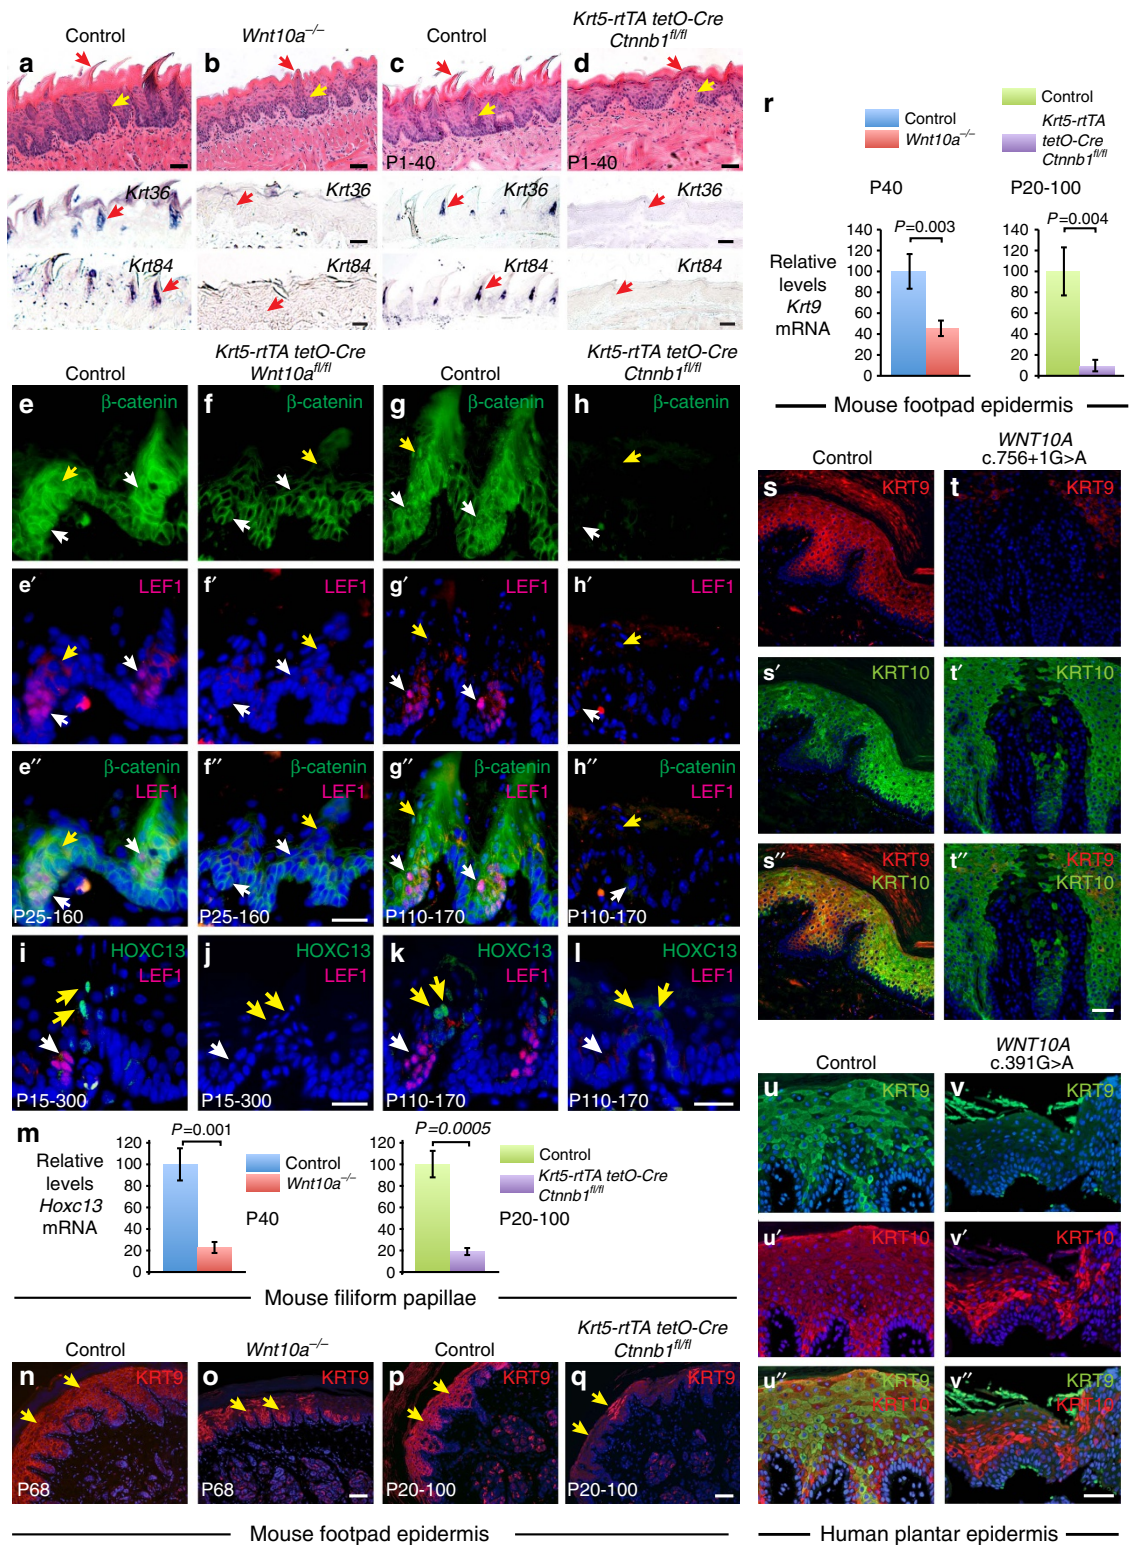 Control
Wnt10a–/–
Control
Krt5-rtTA tetO-Cre
Ctnnb1fl/fl
a
b
c
d
P1-40
Krt36
Krt36
Krt36
Krt36
Krt84
Krt84
Krt84
Krt84
Control
Krt5-rtTA tetO-Cre
Wnt10afl/fl
Control
Krt5-rtTA tetO-Cre
Ctnnb1fl/fl
e β-catenin
f β-catenin
g β-catenin
h β-catenin
e′ LEF1
f′ LEF1
g′ LEF1
h′ LEF1
e″ β-catenin
LEF1
P25-160
f″ β-catenin
LEF1
P25-160
g″ β-catenin
LEF1
P110-170
h″ β-catenin
LEF1
P110-170
i HOXC13
LEF1
P15-300
j HOXC13
LEF1
P15-300
k HOXC13
LEF1
P110-170
l HOXC13
LEF1
P110-170
m
Relative
levels
Hoxc13
mRNA
P=0.001
120
100
80
60
40
20
0
Control
Wnt10a–/–
P40
P=0.0005
120
100
80
60
40
20
0
Control
Krt5-rtTA tetO-Cre
Ctnnb1fl/fl
P20-100
Mouse filiform papillae
Control
Wnt10a–/–
Control
Krt5-rtTA tetO-Cre
Ctnnb1fl/fl
n KRT9
P68
o KRT9
P68
p KRT9
P20-100
q KRT9
P20-100
Mouse footpad epidermis
r
Control
Wnt10a–/–
Control
Krt5-rtTA
tetO-Cre
Ctnnb1fl/fl
P40
P20-100
Relative
levels
Krt9
mRNA
P=0.003
140
120
100
80
60
40
20
0
P=0.004
140
120
100
80
60
40
20
0
Mouse footpad epidermis
Control
WNT10A
c.756+1G>A
s KRT9
t KRT9
s′ KRT10
t′ KRT10
s″ KRT9
KRT10
t″ KRT9
KRT10
Control
WNT10A
c.391G>A
u KRT9
v KRT9
u′ KRT10
v′ KRT10
u″ KRT9
KRT10
v″ KRT9
KRT10
Human plantar epidermis